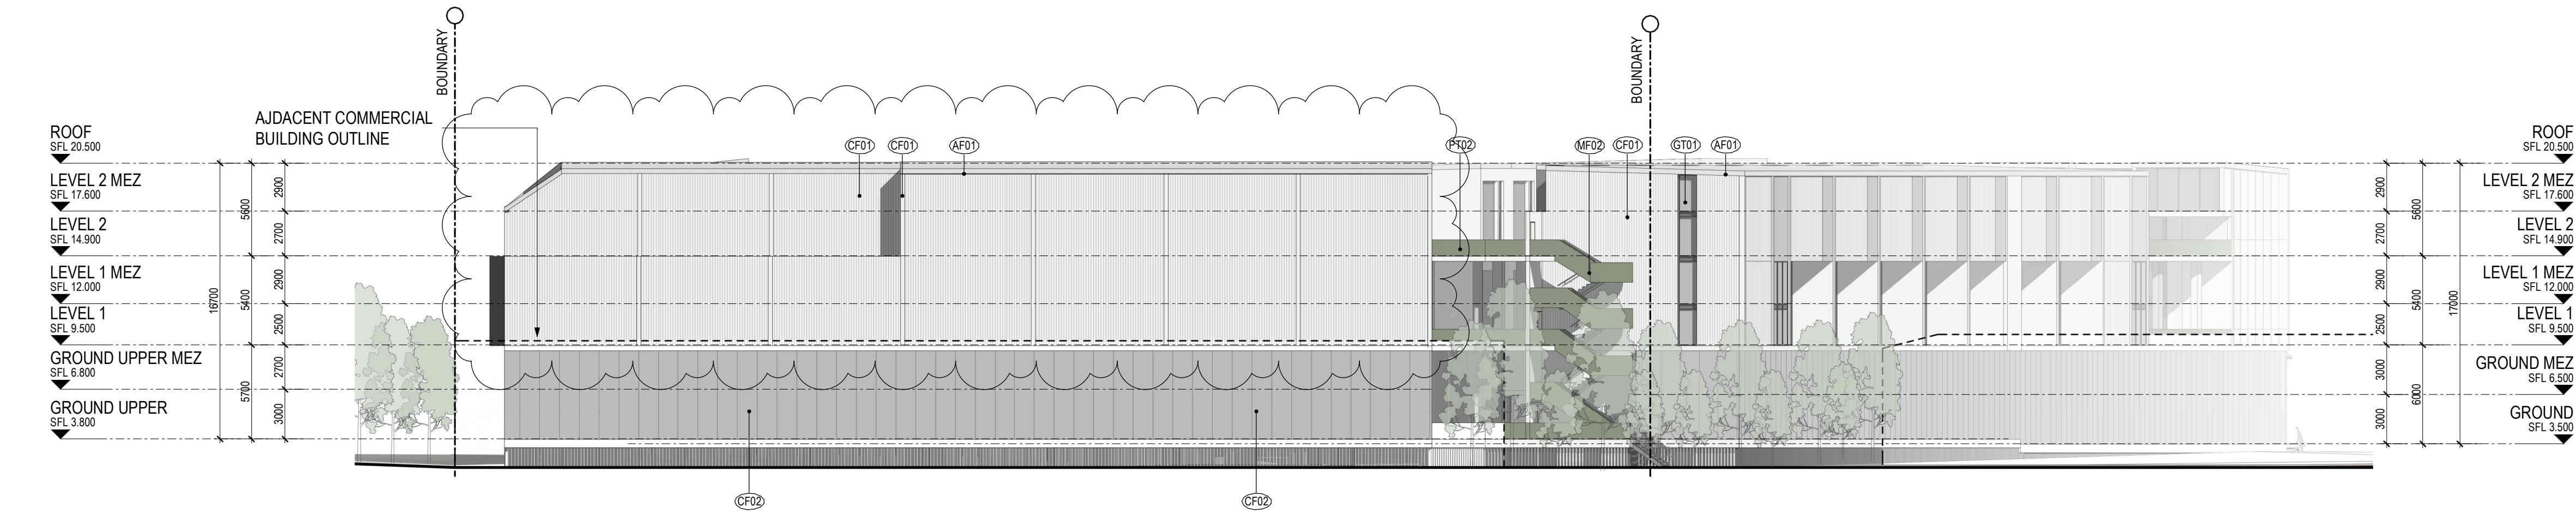 BOUNDARY
BOUNDARY
AJDACENT COMMERCIAL
BUILDING OUTLINE
ROOF
SFL 20.500
LEVEL 2 MEZ
SFL 17.600
LEVEL 2
SFL 14.900
LEVEL 1 MEZ
SFL 12.000
LEVEL 1
SFL 9.500
GROUND UPPER MEZ
SFL 6.800
GROUND UPPER
SFL 3.800
16700
5600
5400
5700
2900
2700
2900
2500
2700
3000
CF01
CF01
AF01
PT02
MF02
CF01
GT01
AF01
CF02
CF02
2900
2700
2900
2500
3000
3000
5600
5400
6000
17000
ROOF
SFL 20.500
LEVEL 2 MEZ
SFL 17.600
LEVEL 2
SFL 14.900
LEVEL 1 MEZ
SFL 12.000
LEVEL 1
SFL 9.500
GROUND MEZ
SFL 6.500
GROUND
SFL 3.500